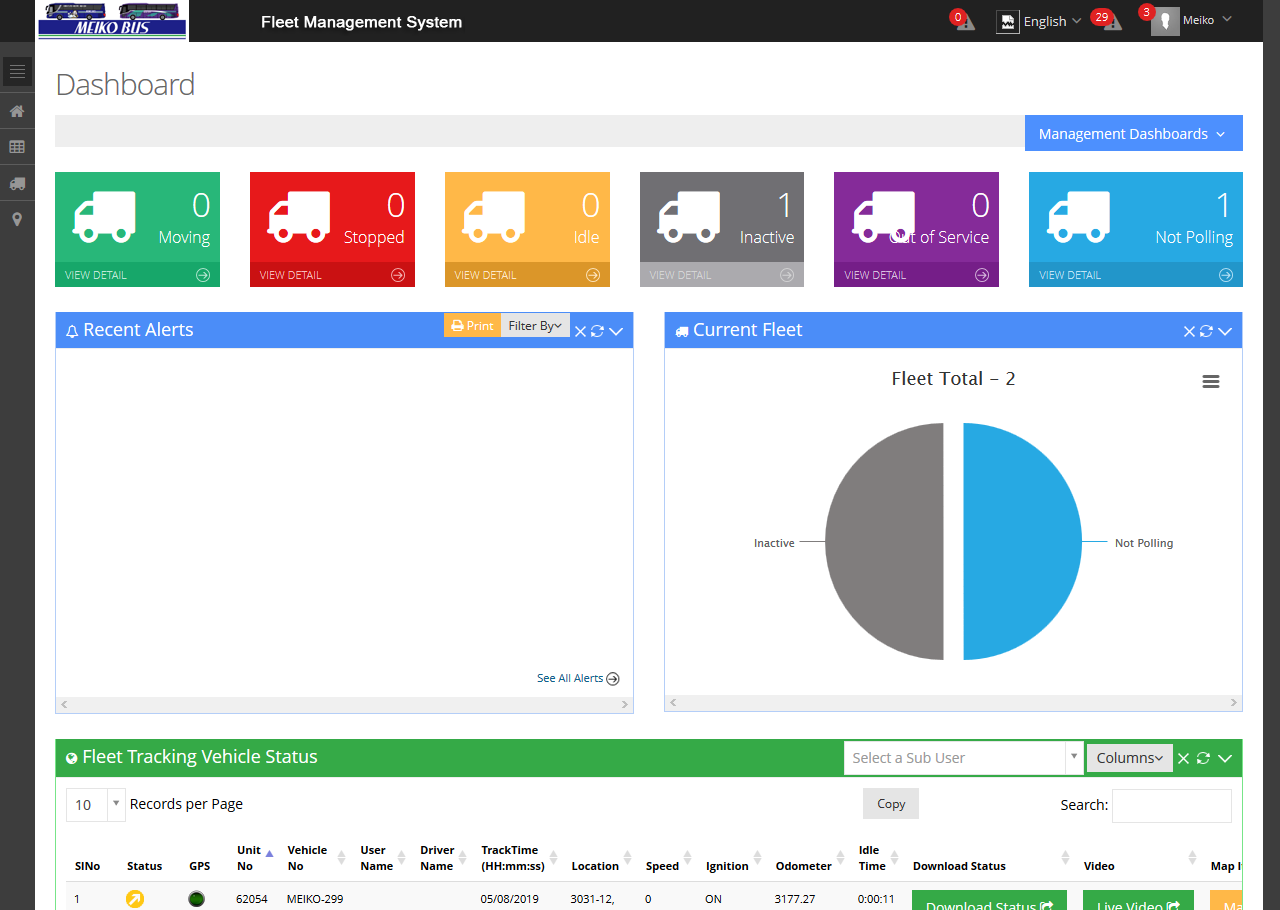 MEIKO BUS
Fleet Management System
0
English
29
3
Meiko
Dashboard
Management Dashboards
0
Moving
VIEW DETAIL
0
Stopped
VIEW DETAIL
0
Idle
VIEW DETAIL
1
Inactive
VIEW DETAIL
0
Out of Service
VIEW DETAIL
1
Not Polling
VIEW DETAIL
Recent Alerts
Print
Filter By
See All Alerts
Current Fleet
Fleet Total - 2
Inactive
Not Polling
Fleet Tracking Vehicle Status
Select a Sub User
Columns
10 Records per Page
Copy
Search:
SlNo Status GPS Unit No Vehicle No User Name Driver Name TrackTime (HH:mm:ss) Location Speed Ignition Odometer Idle Time Download Status Video Map I
1 62054 MEIKO-299 05/08/2019 3031-12, 0 ON 3177.27 0:00:11 Download Status Live Video Ma